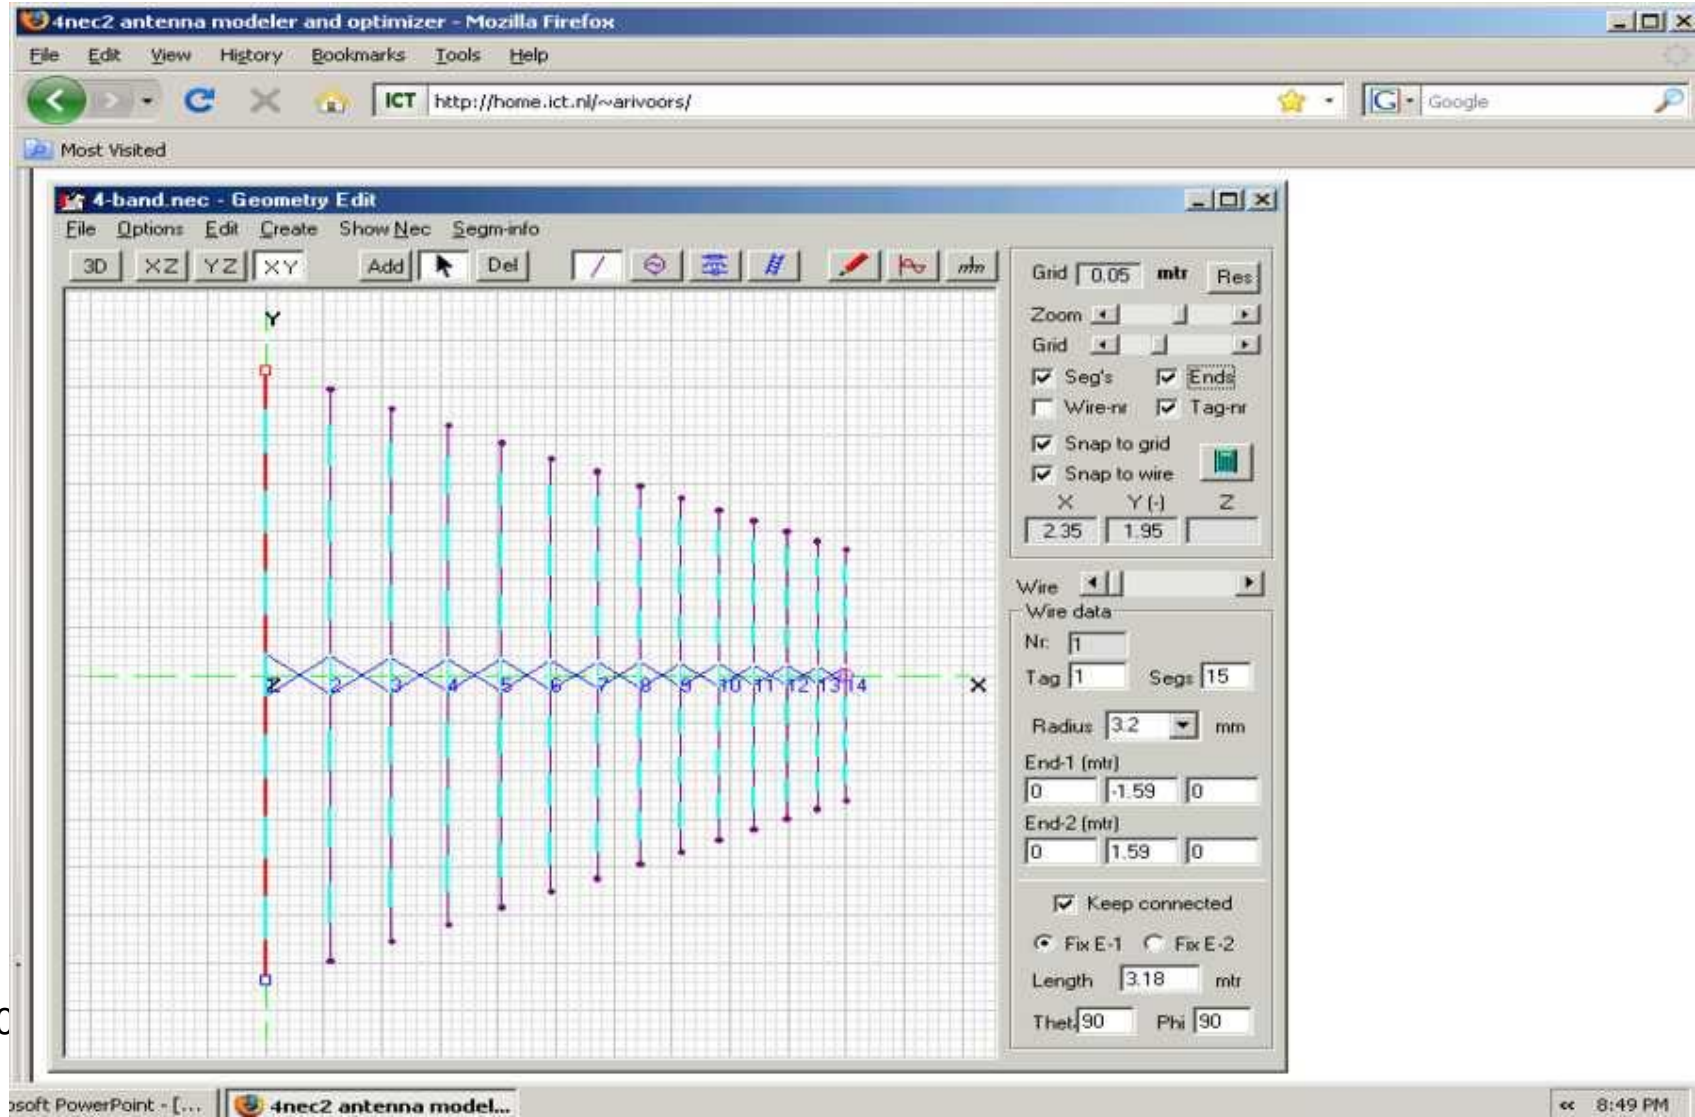 4nec2 antenna modeler and optimizer - Mozilla Firefox
File Edit View History Bookmarks Tools Help
ICT http://home.ict.nl/~arivoors/ G Google
Most Visited
4-band.nec - Geometry Edit
File Options Edit Create Show Nec Segm-info
3D XZ YZ XY Add Del
Grid 0.05 mtr Res
Zoom
Grid
Seg's Ends
Wire-nr Tag-nr
Snap to grid
Snap to wire
X Y (-) Z
2.35 1.95
Wire
Wire data
Nr: 1
Tag 1 Segs 15
Radius 3.2 mm
End-1 (mtr)
0 -1.59 0
End-2 (mtr)
0 1.59 0
Keep connected
Fix E-1 Fix E-2
Length 3.18 mtr
Thet. 90 Phi 90
Y
Z 2 3 4 5 6 7 8 9 10 11 12 13 14 X
osoft PowerPoint - [... 4nec2 antenna model... « 8:49 PM